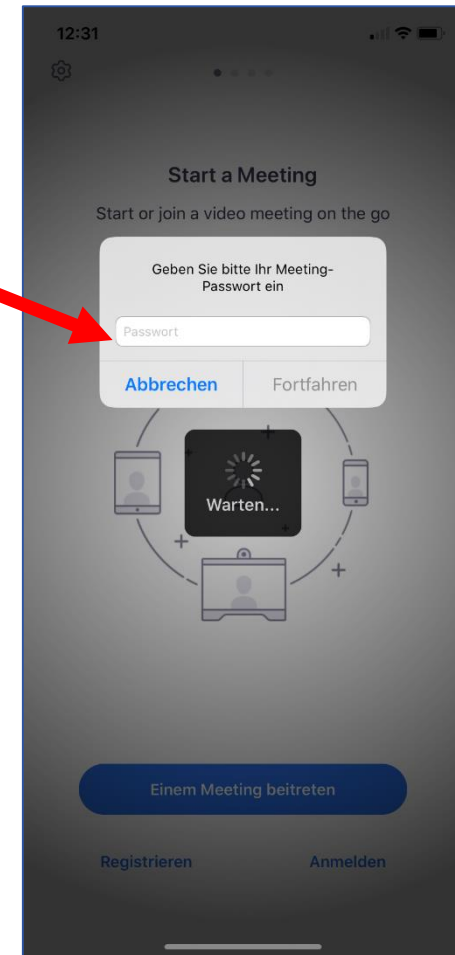 12:31
Start a Meeting
Start or join a video meeting on the go
Geben Sie bitte Ihr Meeting-
Passwort ein
Passwort
Abbrechen Fortfahren
Warten...
Einem Meeting beitreten
Registrieren Anmelden